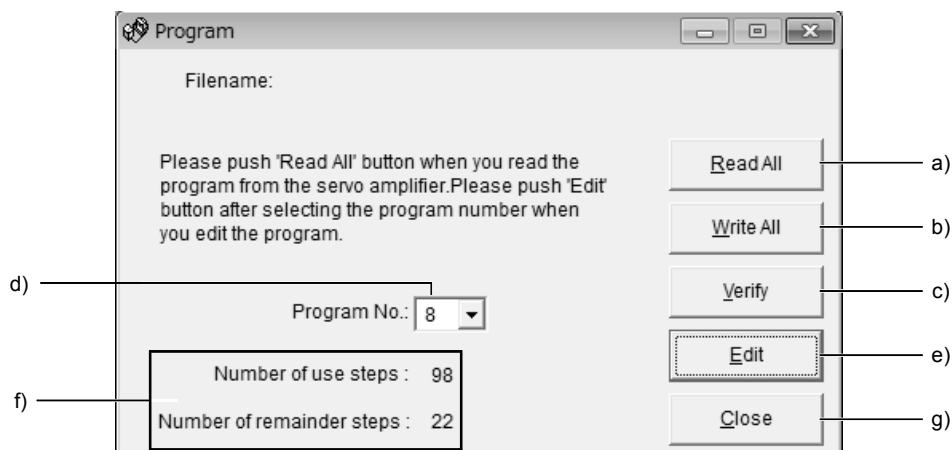 Program
Filename:
Please push 'Read All' button when you read the
program from the servo amplifier.Please push 'Edit'
button after selecting the program number when
you edit the program.
Read All
a)
Write All
b)
Verify
c)
d)
Program No.: 8
Edit
e)
f)
Number of use steps : 98
Number of remainder steps : 22
Close
g)